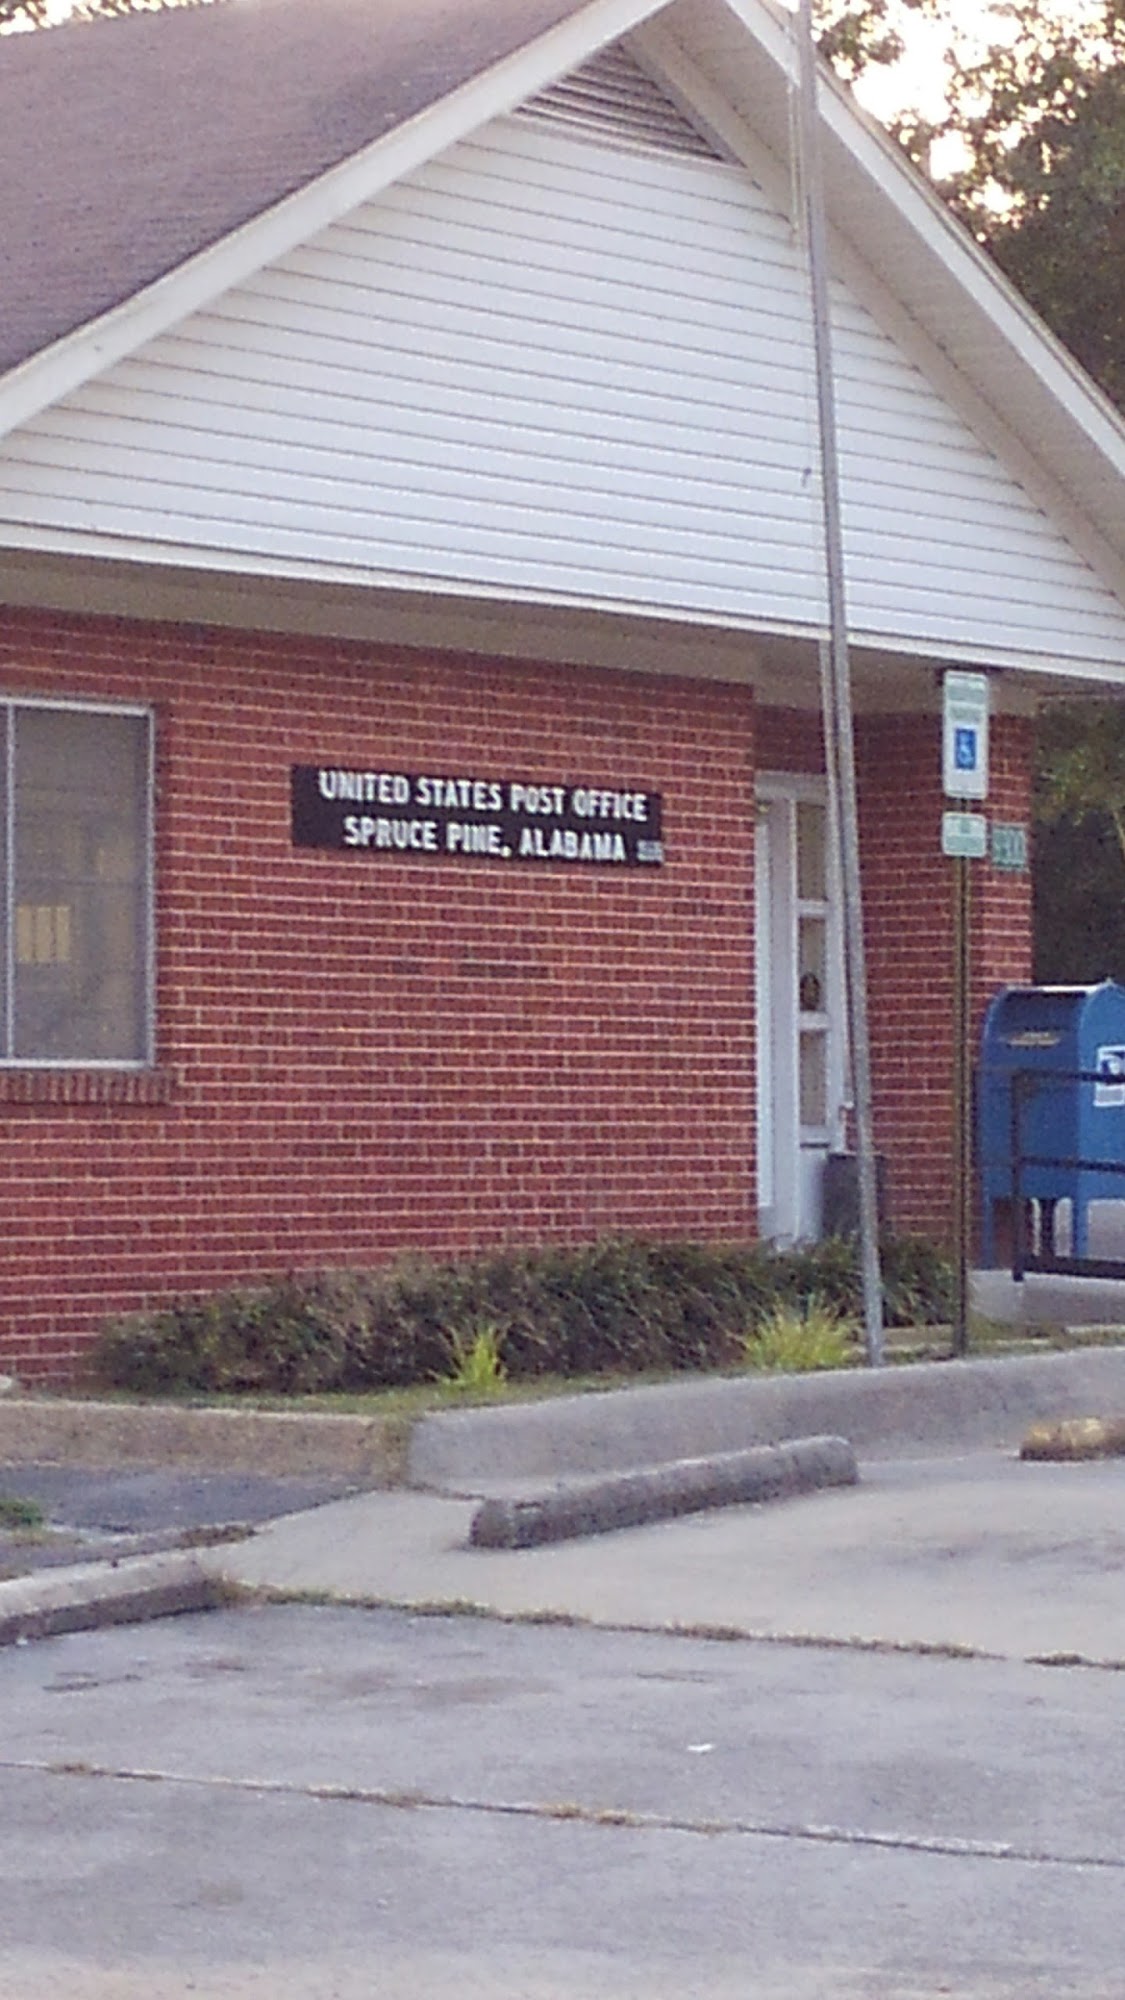 UNITED STATES POST OFFICE
SPRUCE PINE, ALABAMA